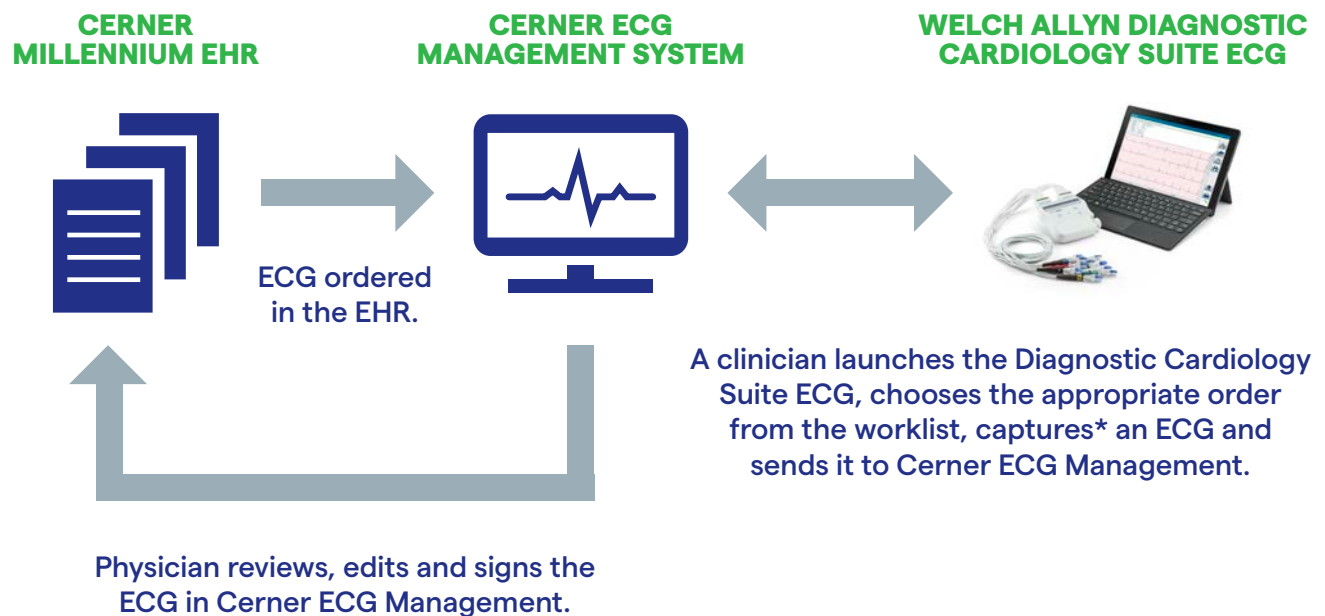 CERNER
MILLENNIUM EHR
CERNER ECG
MANAGEMENT SYSTEM
WELCH ALLYN DIAGNOSTIC
CARDIOLOGY SUITE ECG
ECG ordered
in the EHR.
A clinician launches the Diagnostic Cardiology
Suite ECG, chooses the appropriate order
from the worklist, captures* an ECG and
sends it to Cerner ECG Management.
Physician reviews, edits and signs the
ECG in Cerner ECG Management.